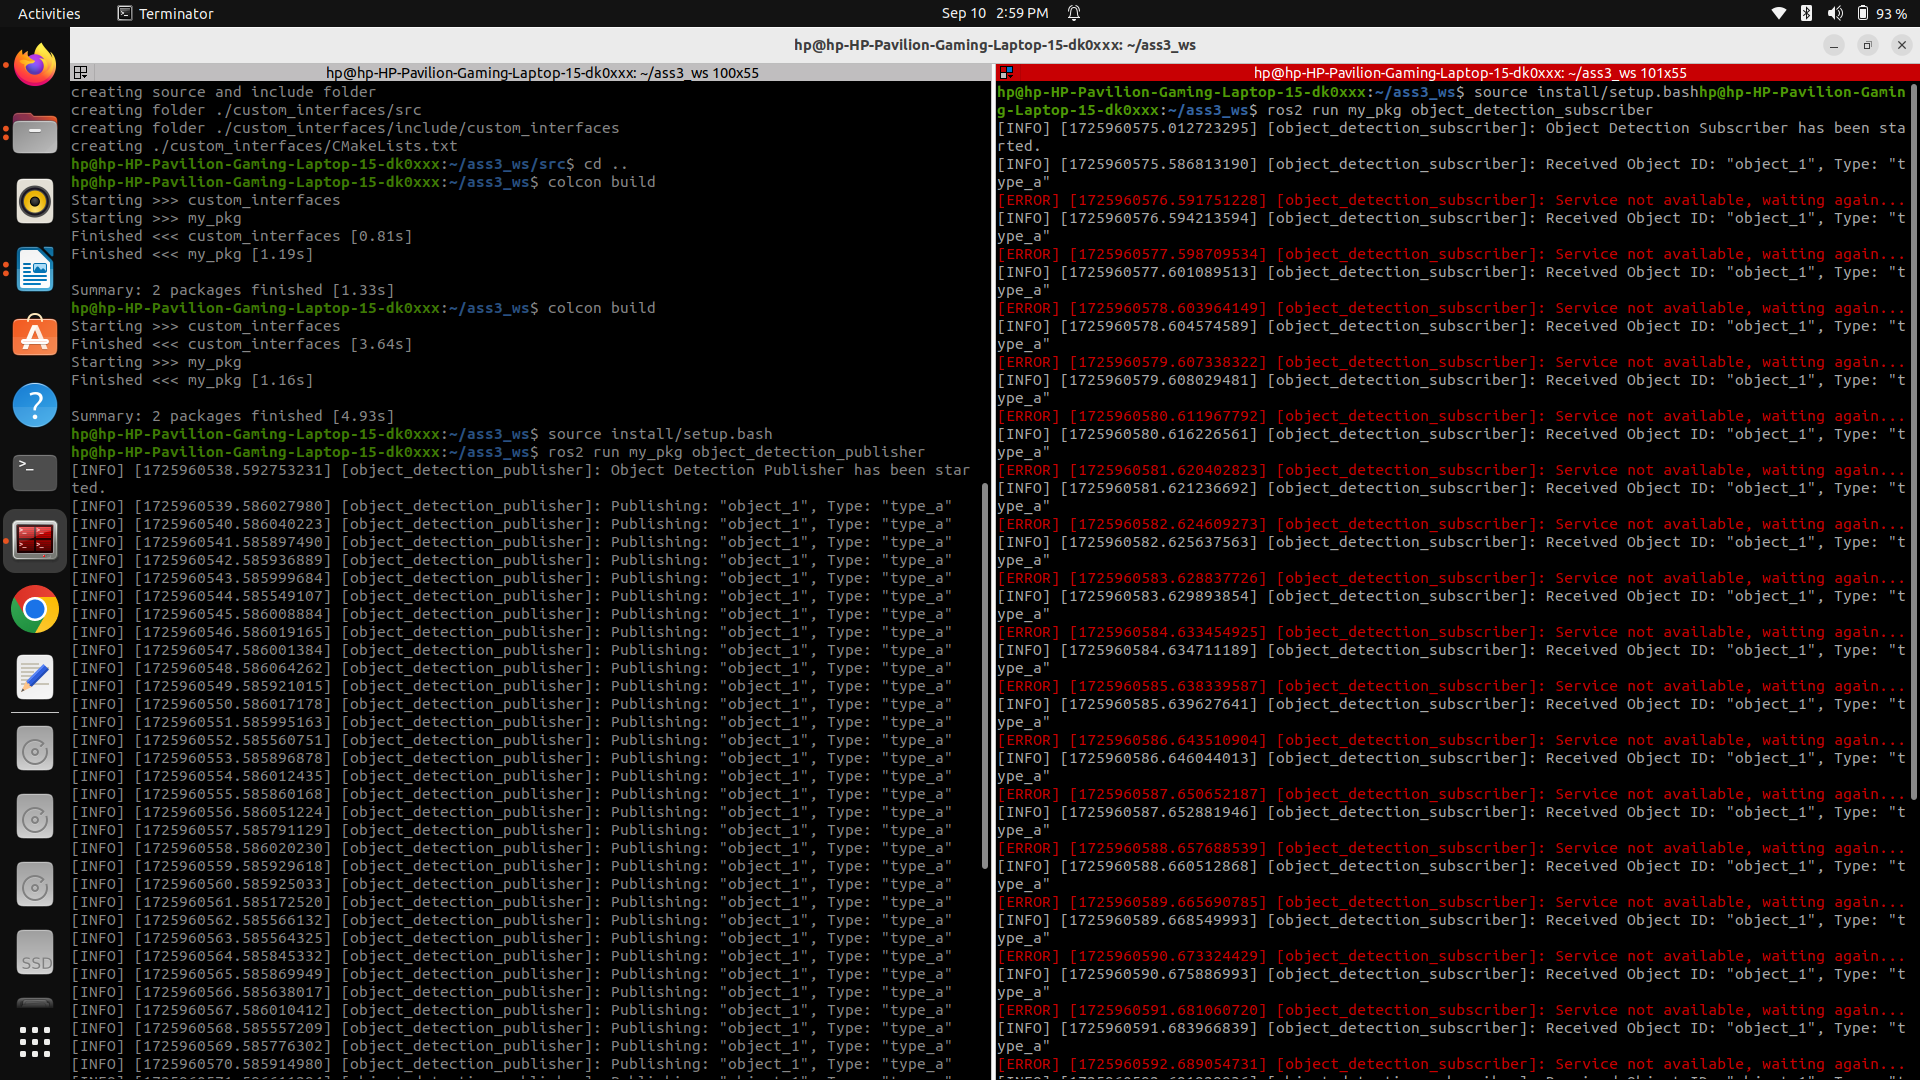 Activities
Terminator
Sep 10 2:59 PM
93 %
hp@hp-HP-Pavilion-Gaming-Laptop-15-dk0xxx: ~/ass3_ws
hp@hp-HP-Pavilion-Gaming-Laptop-15-dk0xxx: ~/ass3_ws 100x55
creating source and include folder
creating folder ./custom_interfaces/src
creating folder ./custom_interfaces/include/custom_interfaces
creating ./custom_interfaces/CMakeLists.txt
hp@hp-HP-Pavilion-Gaming-Laptop-15-dk0xxx:~/ass3_ws/src$ cd ..
hp@hp-HP-Pavilion-Gaming-Laptop-15-dk0xxx:~/ass3_ws$ colcon build
Starting >>> custom_interfaces
Starting >>> my_pkg
Finished <<< custom_interfaces [0.81s]
Finished <<< my_pkg [1.19s]
Summary: 2 packages finished [1.33s]
hp@hp-HP-Pavilion-Gaming-Laptop-15-dk0xxx:~/ass3_ws$ colcon build
Starting >>> custom_interfaces
Finished <<< custom_interfaces [3.64s]
Starting >>> my_pkg
Finished <<< my_pkg [1.16s]
Summary: 2 packages finished [4.93s]
hp@hp-HP-Pavilion-Gaming-Laptop-15-dk0xxx:~/ass3_ws$ source install/setup.bash
hp@hp-HP-Pavilion-Gaming-Laptop-15-dk0xxx:~/ass3_ws$ ros2 run my_pkg object_detection_publisher
[INFO] [1725960538.592753231] [object_detection_publisher]: Object Detection Publisher has been star
ted.
[INFO] [1725960539.586027980] [object_detection_publisher]: Publishing: "object_1", Type: "type_a"
[INFO] [1725960540.586040223] [object_detection_publisher]: Publishing: "object_1", Type: "type_a"
[INFO] [1725960541.585897490] [object_detection_publisher]: Publishing: "object_1", Type: "type_a"
[INFO] [1725960542.585936889] [object_detection_publisher]: Publishing: "object_1", Type: "type_a"
[INFO] [1725960543.585999684] [object_detection_publisher]: Publishing: "object_1", Type: "type_a"
[INFO] [1725960544.585549107] [object_detection_publisher]: Publishing: "object_1", Type: "type_a"
[INFO] [1725960545.586008884] [object_detection_publisher]: Publishing: "object_1", Type: "type_a"
[INFO] [1725960546.586019165] [object_detection_publisher]: Publishing: "object_1", Type: "type_a"
[INFO] [1725960547.586001384] [object_detection_publisher]: Publishing: "object_1", Type: "type_a"
[INFO] [1725960548.586064262] [object_detection_publisher]: Publishing: "object_1", Type: "type_a"
[INFO] [1725960549.585921015] [object_detection_publisher]: Publishing: "object_1", Type: "type_a"
[INFO] [1725960550.586017178] [object_detection_publisher]: Publishing: "object_1", Type: "type_a"
[INFO] [1725960551.585995163] [object_detection_publisher]: Publishing: "object_1", Type: "type_a"
[INFO] [1725960552.585560751] [object_detection_publisher]: Publishing: "object_1", Type: "type_a"
[INFO] [1725960553.585896878] [object_detection_publisher]: Publishing: "object_1", Type: "type_a"
[INFO] [1725960554.586012435] [object_detection_publisher]: Publishing: "object_1", Type: "type_a"
[INFO] [1725960555.585860168] [object_detection_publisher]: Publishing: "object_1", Type: "type_a"
[INFO] [1725960556.586051224] [object_detection_publisher]: Publishing: "object_1", Type: "type_a"
[INFO] [1725960557.585791129] [object_detection_publisher]: Publishing: "object_1", Type: "type_a"
[INFO] [1725960558.586020230] [object_detection_publisher]: Publishing: "object_1", Type: "type_a"
[INFO] [1725960559.585929618] [object_detection_publisher]: Publishing: "object_1", Type: "type_a"
[INFO] [1725960560.585925033] [object_detection_publisher]: Publishing: "object_1", Type: "type_a"
[INFO] [1725960561.585172520] [object_detection_publisher]: Publishing: "object_1", Type: "type_a"
[INFO] [1725960562.585566132] [object_detection_publisher]: Publishing: "object_1", Type: "type_a"
[INFO] [1725960563.585564325] [object_detection_publisher]: Publishing: "object_1", Type: "type_a"
[INFO] [1725960564.585845332] [object_detection_publisher]: Publishing: "object_1", Type: "type_a"
[INFO] [1725960565.585869949] [object_detection_publisher]: Publishing: "object_1", Type: "type_a"
[INFO] [1725960566.585638017] [object_detection_publisher]: Publishing: "object_1", Type: "type_a"
[INFO] [1725960567.586010412] [object_detection_publisher]: Publishing: "object_1", Type: "type_a"
[INFO] [1725960568.585557209] [object_detection_publisher]: Publishing: "object_1", Type: "type_a"
[INFO] [1725960569.585776302] [object_detection_publisher]: Publishing: "object_1", Type: "type_a"
[INFO] [1725960570.585914980] [object_detection_publisher]: Publishing: "object_1", Type: "type_a"
hp@hp-HP-Pavilion-Gaming-Laptop-15-dk0xxx: ~/ass3_ws 101x55
hp@hp-HP-Pavilion-Gaming-Laptop-15-dk0xxx:~/ass3_ws$ source install/setup.bashhp@hp-HP-Pavilion-Gamin
g-Laptop-15-dk0xxx:~/ass3_ws$ ros2 run my_pkg object_detection_subscriber
[INFO] [1725960575.012723295] [object_detection_subscriber]: Object Detection Subscriber has been sta
rted.
[INFO] [1725960575.586813190] [object_detection_subscriber]: Received Object ID: "object_1", Type: "t
ype_a"
[ERROR] [1725960576.591751228] [object_detection_subscriber]: Service not available, waiting again...
[INFO] [1725960576.594213594] [object_detection_subscriber]: Received Object ID: "object_1", Type: "t
ype_a"
[ERROR] [1725960577.598709534] [object_detection_subscriber]: Service not available, waiting again...
[INFO] [1725960577.601089513] [object_detection_subscriber]: Received Object ID: "object_1", Type: "t
ype_a"
[ERROR] [1725960578.603964149] [object_detection_subscriber]: Service not available, waiting again...
[INFO] [1725960578.604574589] [object_detection_subscriber]: Received Object ID: "object_1", Type: "t
ype_a"
[ERROR] [1725960579.607338322] [object_detection_subscriber]: Service not available, waiting again...
[INFO] [1725960579.608029481] [object_detection_subscriber]: Received Object ID: "object_1", Type: "t
ype_a"
[ERROR] [1725960580.611967792] [object_detection_subscriber]: Service not available, waiting again...
[INFO] [1725960580.616226561] [object_detection_subscriber]: Received Object ID: "object_1", Type: "t
ype_a"
[ERROR] [1725960581.620402823] [object_detection_subscriber]: Service not available, waiting again...
[INFO] [1725960581.621236692] [object_detection_subscriber]: Received Object ID: "object_1", Type: "t
ype_a"
[ERROR] [1725960582.624609273] [object_detection_subscriber]: Service not available, waiting again...
[INFO] [1725960582.625637563] [object_detection_subscriber]: Received Object ID: "object_1", Type: "t
ype_a"
[ERROR] [1725960583.628837726] [object_detection_subscriber]: Service not available, waiting again...
[INFO] [1725960583.629893854] [object_detection_subscriber]: Received Object ID: "object_1", Type: "t
ype_a"
[ERROR] [1725960584.633454925] [object_detection_subscriber]: Service not available, waiting again...
[INFO] [1725960584.634711189] [object_detection_subscriber]: Received Object ID: "object_1", Type: "t
ype_a"
[ERROR] [1725960585.638339587] [object_detection_subscriber]: Service not available, waiting again...
[INFO] [1725960585.639627641] [object_detection_subscriber]: Received Object ID: "object_1", Type: "t
ype_a"
[ERROR] [1725960586.643510904] [object_detection_subscriber]: Service not available, waiting again...
[INFO] [1725960586.646044013] [object_detection_subscriber]: Received Object ID: "object_1", Type: "t
ype_a"
[ERROR] [1725960587.650652187] [object_detection_subscriber]: Service not available, waiting again...
[INFO] [1725960587.652881946] [object_detection_subscriber]: Received Object ID: "object_1", Type: "t
ype_a"
[ERROR] [1725960588.657688539] [object_detection_subscriber]: Service not available, waiting again...
[INFO] [1725960588.660512868] [object_detection_subscriber]: Received Object ID: "object_1", Type: "t
ype_a"
[ERROR] [1725960589.665690785] [object_detection_subscriber]: Service not available, waiting again...
[INFO] [1725960589.668549993] [object_detection_subscriber]: Received Object ID: "object_1", Type: "t
ype_a"
[ERROR] [1725960590.673324429] [object_detection_subscriber]: Service not available, waiting again...
[INFO] [1725960590.675886993] [object_detection_subscriber]: Received Object ID: "object_1", Type: "t
ype_a"
[ERROR] [1725960591.681060720] [object_detection_subscriber]: Service not available, waiting again...
[INFO] [1725960591.683966839] [object_detection_subscriber]: Received Object ID: "object_1", Type: "t
ype_a"
[ERROR] [1725960592.689054731] [object_detection_subscriber]: Service not available, waiting again...
SSD